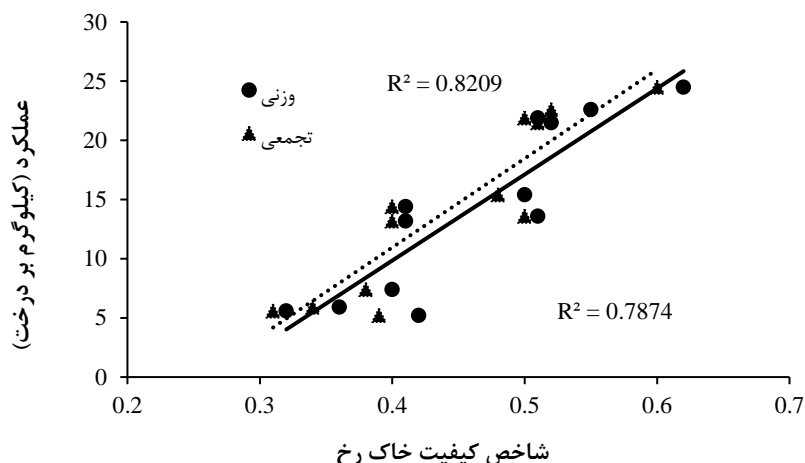 30
25
20
15
10
5
0
عملکرد (کیلوگرم بر درخت)
وزنی
تجمعی
R² = 0.8209
R² = 0.7874
0.2 0.3 0.4 0.5 0.6 0.7
شاخص کیفیت خاک رخ